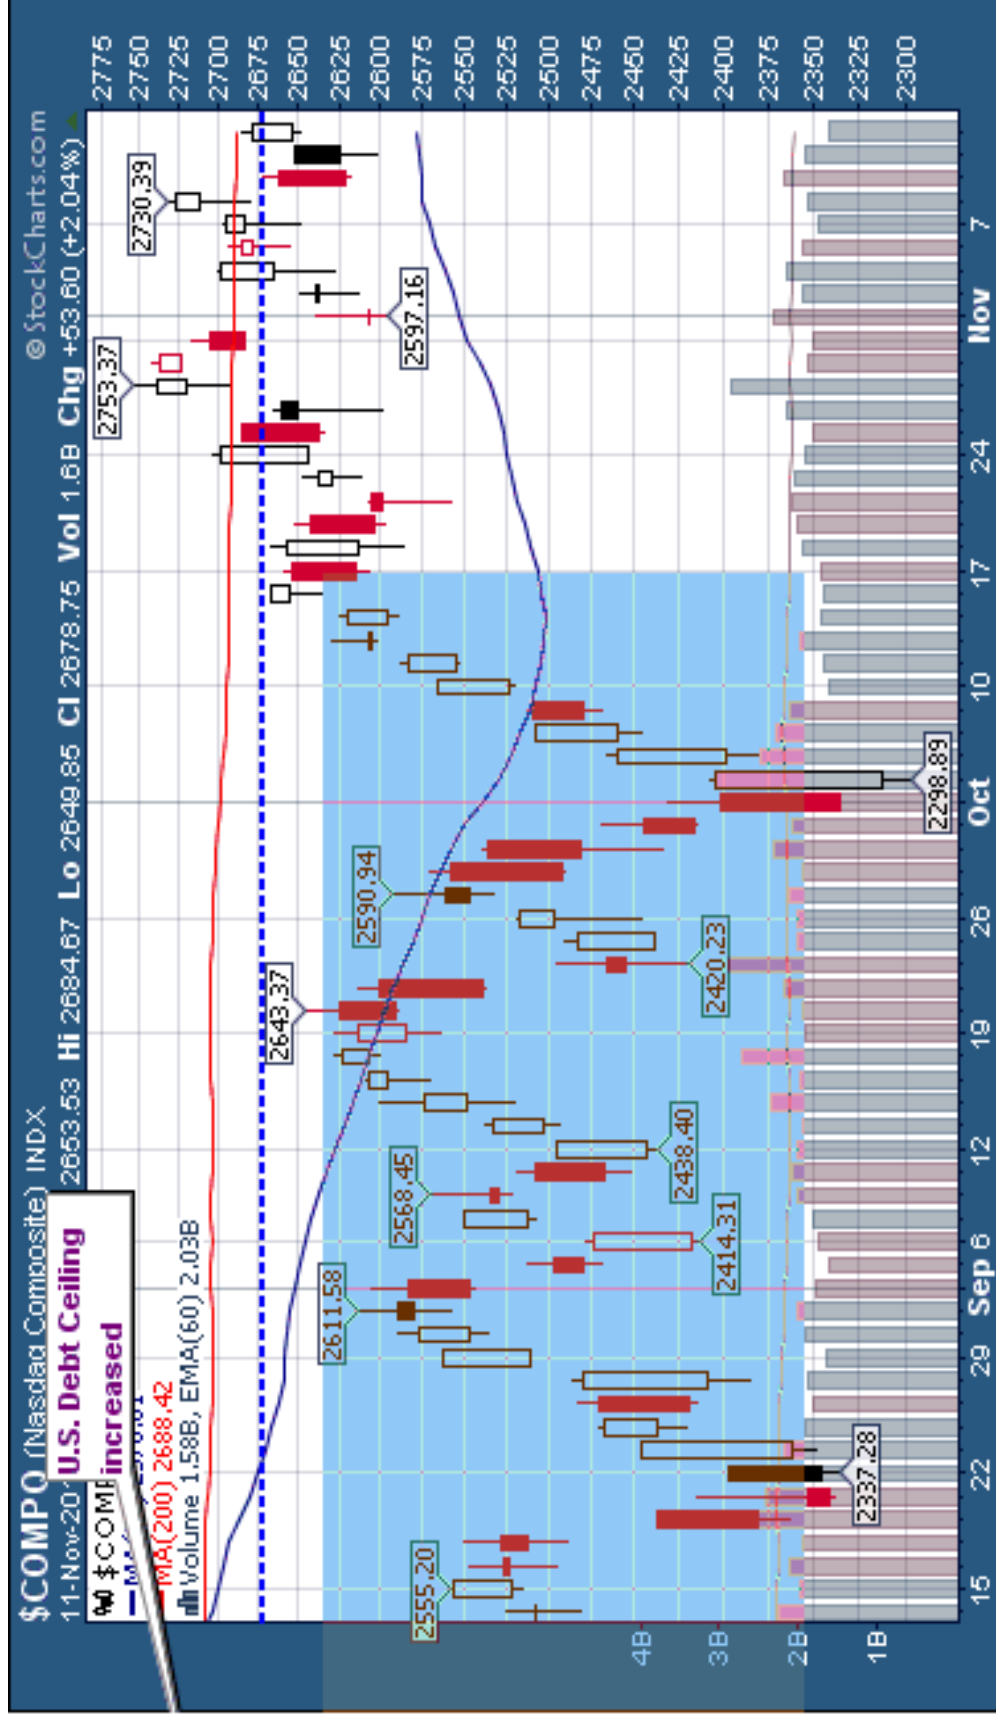 $COMPQ (Nasdaq Composite) INDX
© StockCharts.com
11-Nov-201 2653.53 Hi 2684.67 Lo 2649.85 Cl 2678.75 Vol 1.6B Chg +53.60 (+2.04%)
U.S. Debt Ceiling
increased
$COMP
MA(200) 2688.42
Volume 1.58B, EMA(60) 2.03B
2555.20
2337.28
2611.58
2414.31
2568.45
2438.40
2643.37
2420.23
2590.94
2298.89
2753.37
2597.16
2730.39
2775
2750
2725
2700
2675
2650
2625
2600
2575
2550
2525
2500
2475
2450
2425
2400
2375
2350
2325
2300
4B
3B
2B
1B
15 22 29 Sep 6 12 19 26 Oct 10 17 24 Nov 7